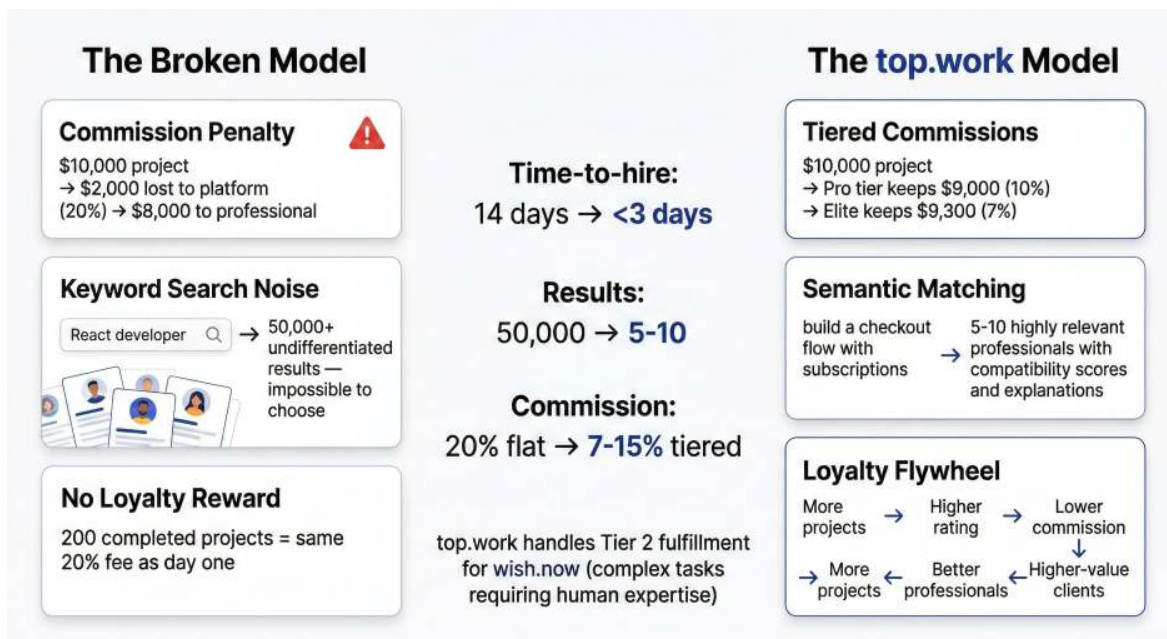 The Broken Model
Commission Penalty
$10,000 project
→ $2,000 lost to platform
(20%) → $8,000 to professional
Keyword Search Noise
React developer
→ 50,000+
undifferentiated
results —
impossible to
choose
No Loyalty Reward
200 completed projects = same
20% fee as day one
Time-to-hire:
14 days → <3 days
Results:
50,000 → 5-10
Commission:
20% flat → 7-15% tiered
top.work handles Tier 2 fulfillment
for wish.now (complex tasks
requiring human expertise)
The top.work Model
Tiered Commissions
$10,000 project
→ Pro tier keeps $9,000 (10%)
→ Elite keeps $9,300 (7%)
Semantic Matching
build a checkout
flow with
subscriptions
→
5-10 highly relevant
professionals with
compatibility scores
and explanations
Loyalty Flywheel
More
projects
→
Higher
rating
→
Lower
commission
↓
Higher-value
clients
←
Better
professionals
←
More
projects
→